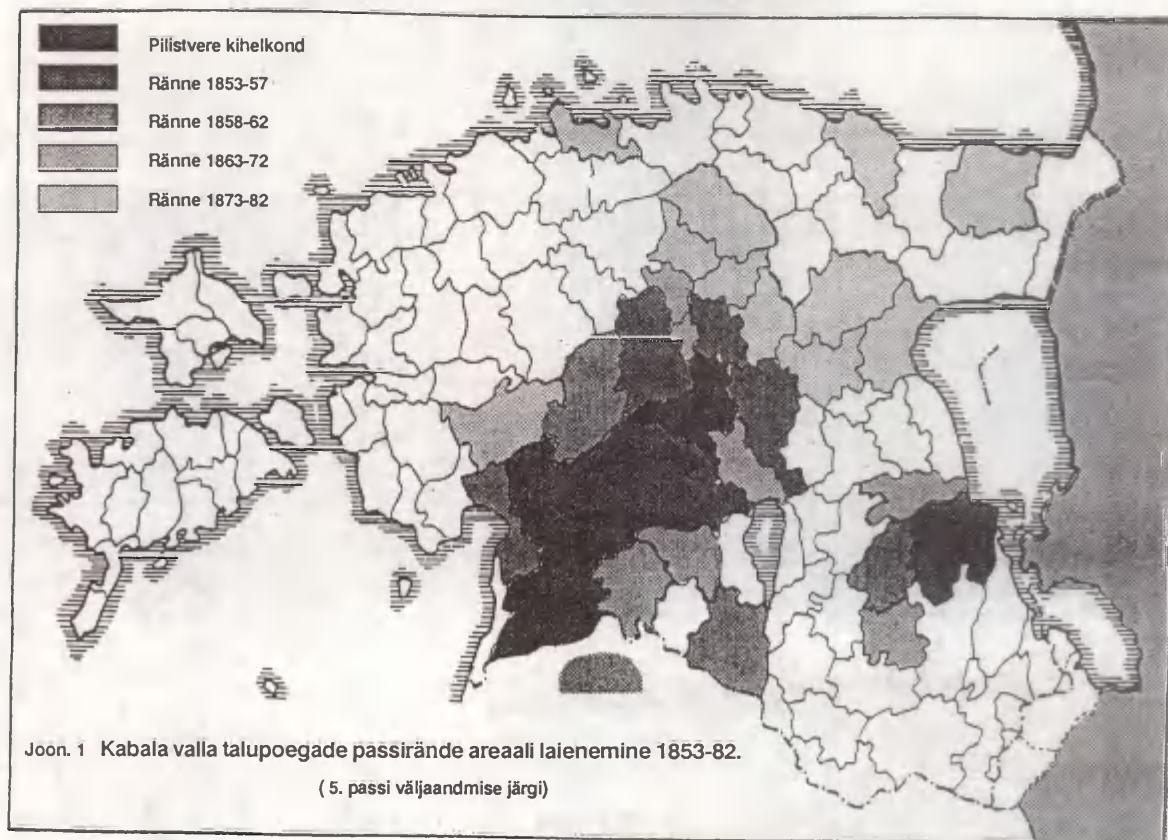 Pilistvere kihelkond
Ränne 1853-57
Ränne 1858-62
Ränne 1863-72
Ränne 1873-82
Joon. 1 Kabala valla talupoegade passirände areaali laienemine 1853-82.
( 5. passi väljaandmise järgi)